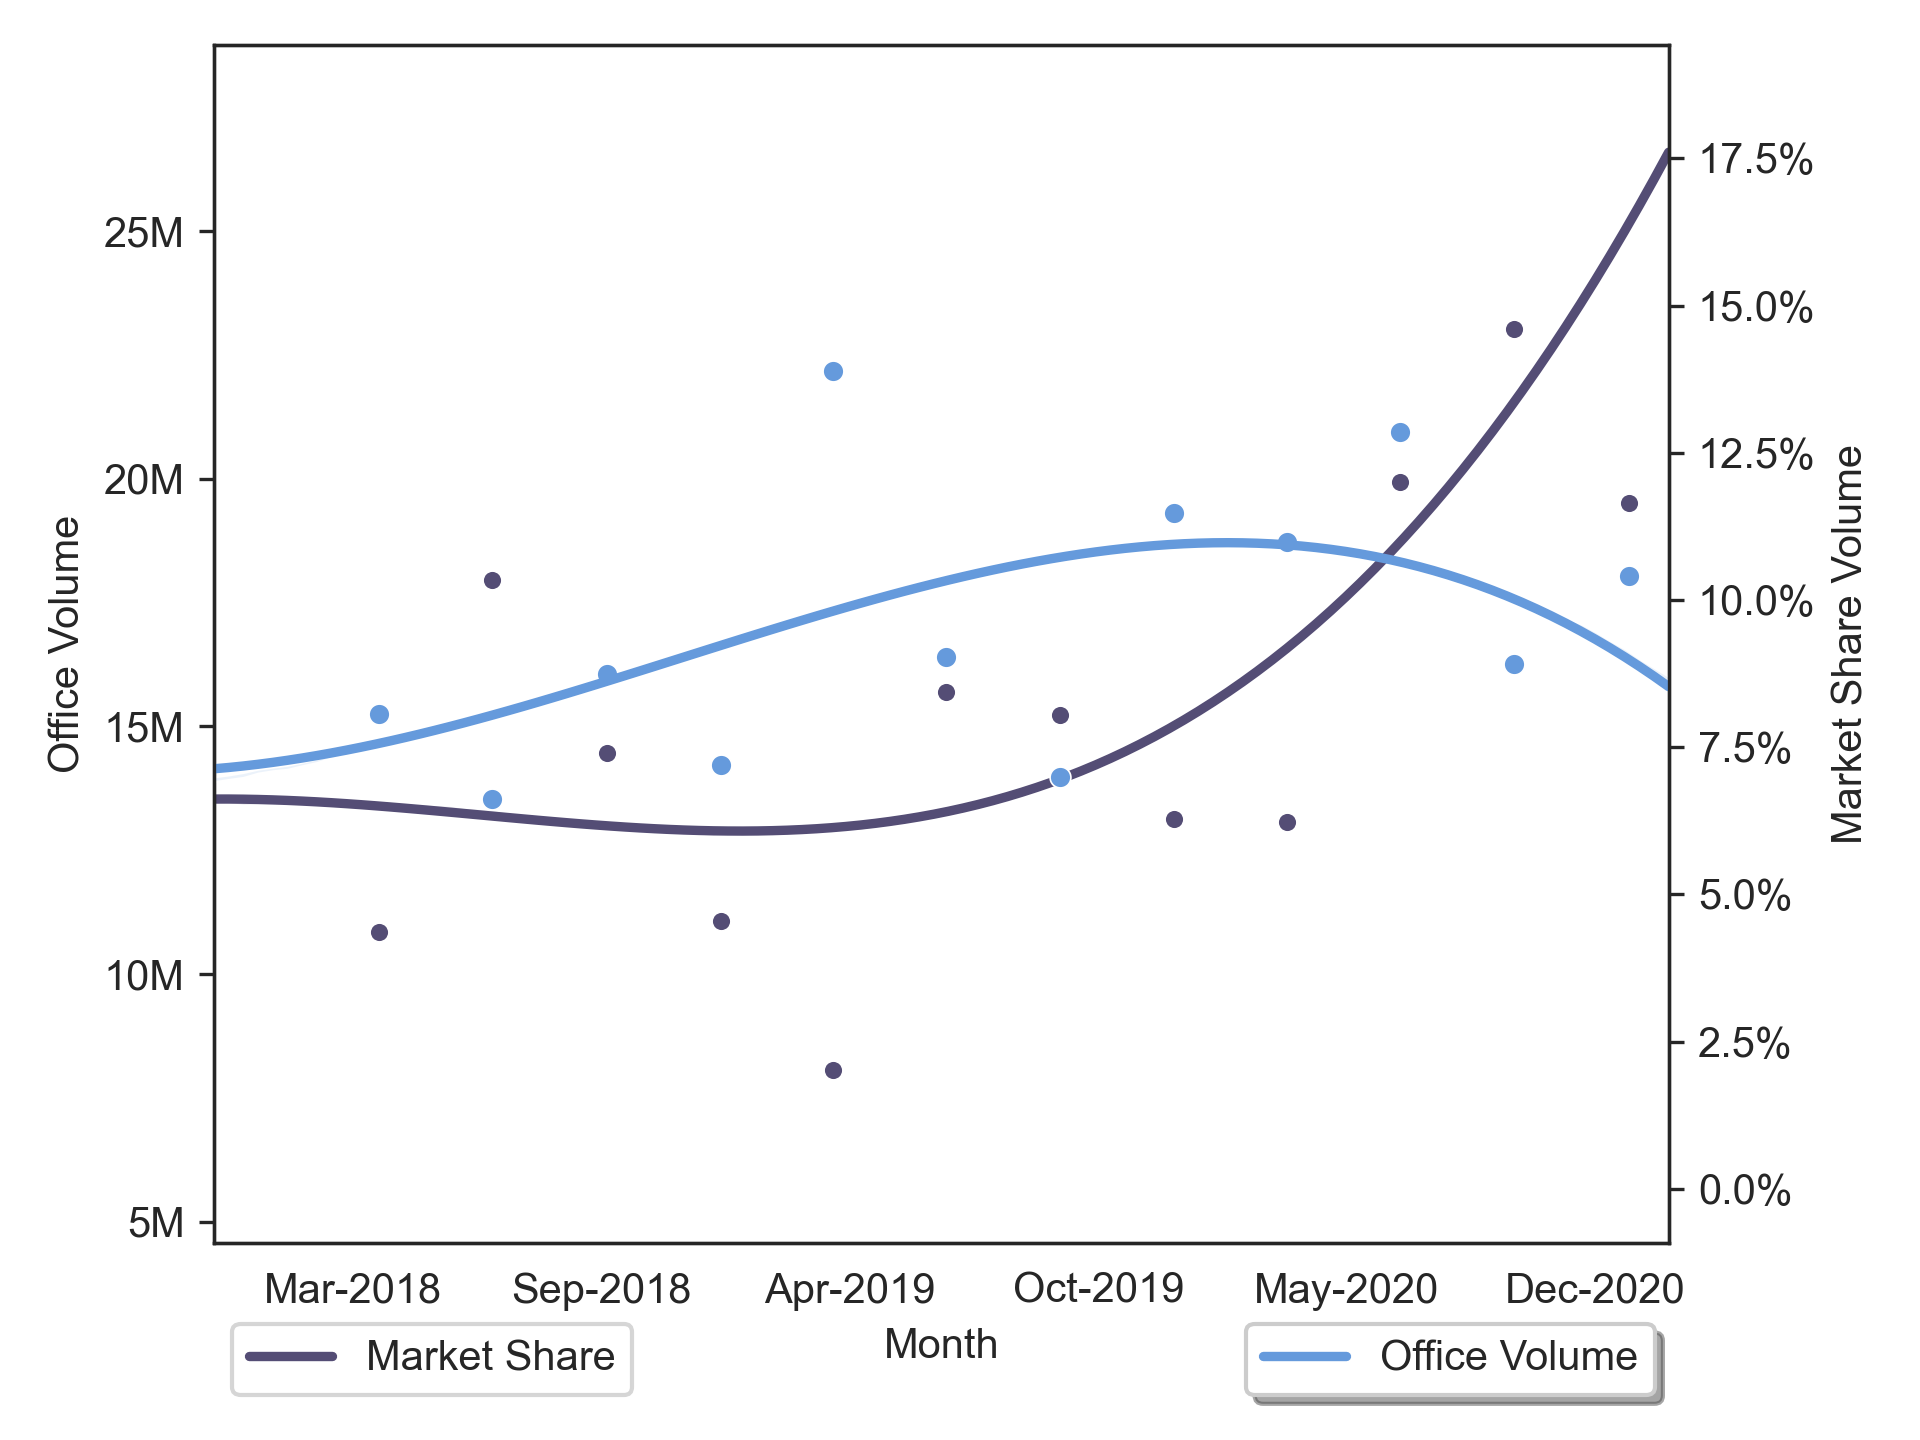 25M
20M
15M
10M
5M
Office Volume
17.5%
15.0%
12.5%
10.0%
7.5%
5.0%
2.5%
0.0%
Market Share Volume
Mar-2018 Sep-2018 Apr-2019 Oct-2019 May-2020 Dec-2020
Month
Market Share
Office Volume